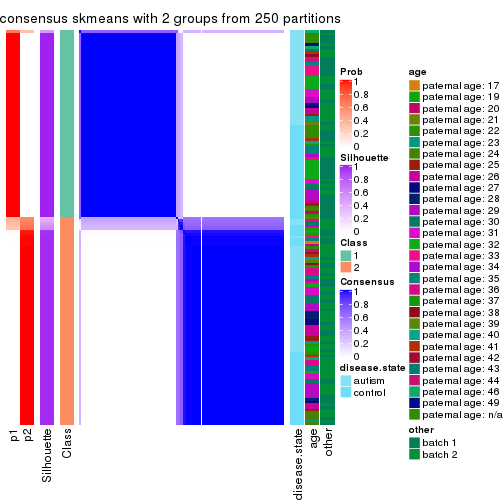 consensus skmeans with 2 groups from 250 partitions
Prob
1
0.8
0.6
0.4
0.2
0
Silhouette
1
0.8
0.6
0.4
0.2
0
Class
1
2
Consensus
1
0.8
0.6
0.4
0.2
0
disease.state
autism
control
age
paternal age: 17
paternal age: 19
paternal age: 20
paternal age: 21
paternal age: 22
paternal age: 23
paternal age: 24
paternal age: 25
paternal age: 26
paternal age: 27
paternal age: 28
paternal age: 29
paternal age: 30
paternal age: 31
paternal age: 32
paternal age: 33
paternal age: 34
paternal age: 35
paternal age: 36
paternal age: 37
paternal age: 38
paternal age: 39
paternal age: 40
paternal age: 41
paternal age: 42
paternal age: 43
paternal age: 44
paternal age: 46
paternal age: 49
paternal age: n/a
other
batch 1
batch 2
p1
p2
Silhouette
Class
disease.state
age
other